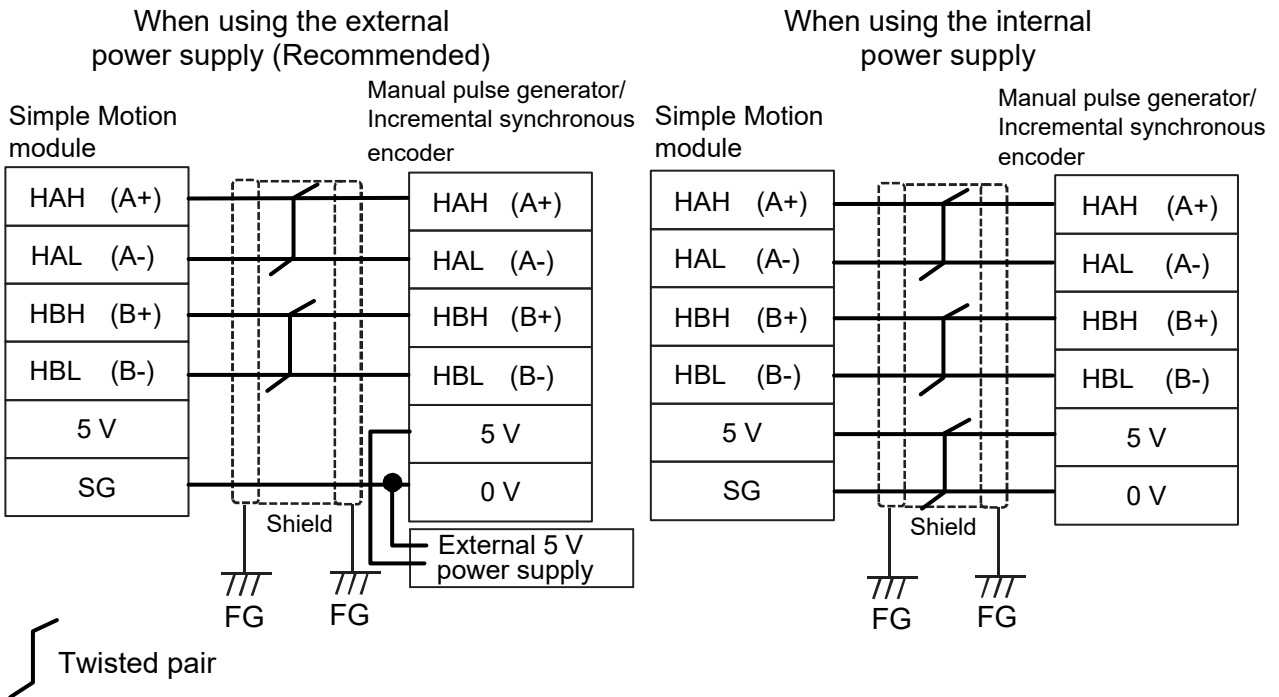 When using the external
power supply (Recommended)
Simple Motion
module
Manual pulse generator/
Incremental synchronous
encoder
HAH (A+)
HAL (A-)
HBH (B+)
HBL (B-)
5 V
SG
HAH (A+)
HAL (A-)
HBH (B+)
HBL (B-)
5 V
0 V
Shield
External 5 V
power supply
FG
FG
Twisted pair
When using the internal
power supply
Simple Motion
module
Manual pulse generator/
Incremental synchronous
encoder
HAH (A+)
HAL (A-)
HBH (B+)
HBL (B-)
5 V
SG
HAH (A+)
HAL (A-)
HBH (B+)
HBL (B-)
5 V
0 V
Shield
FG
FG